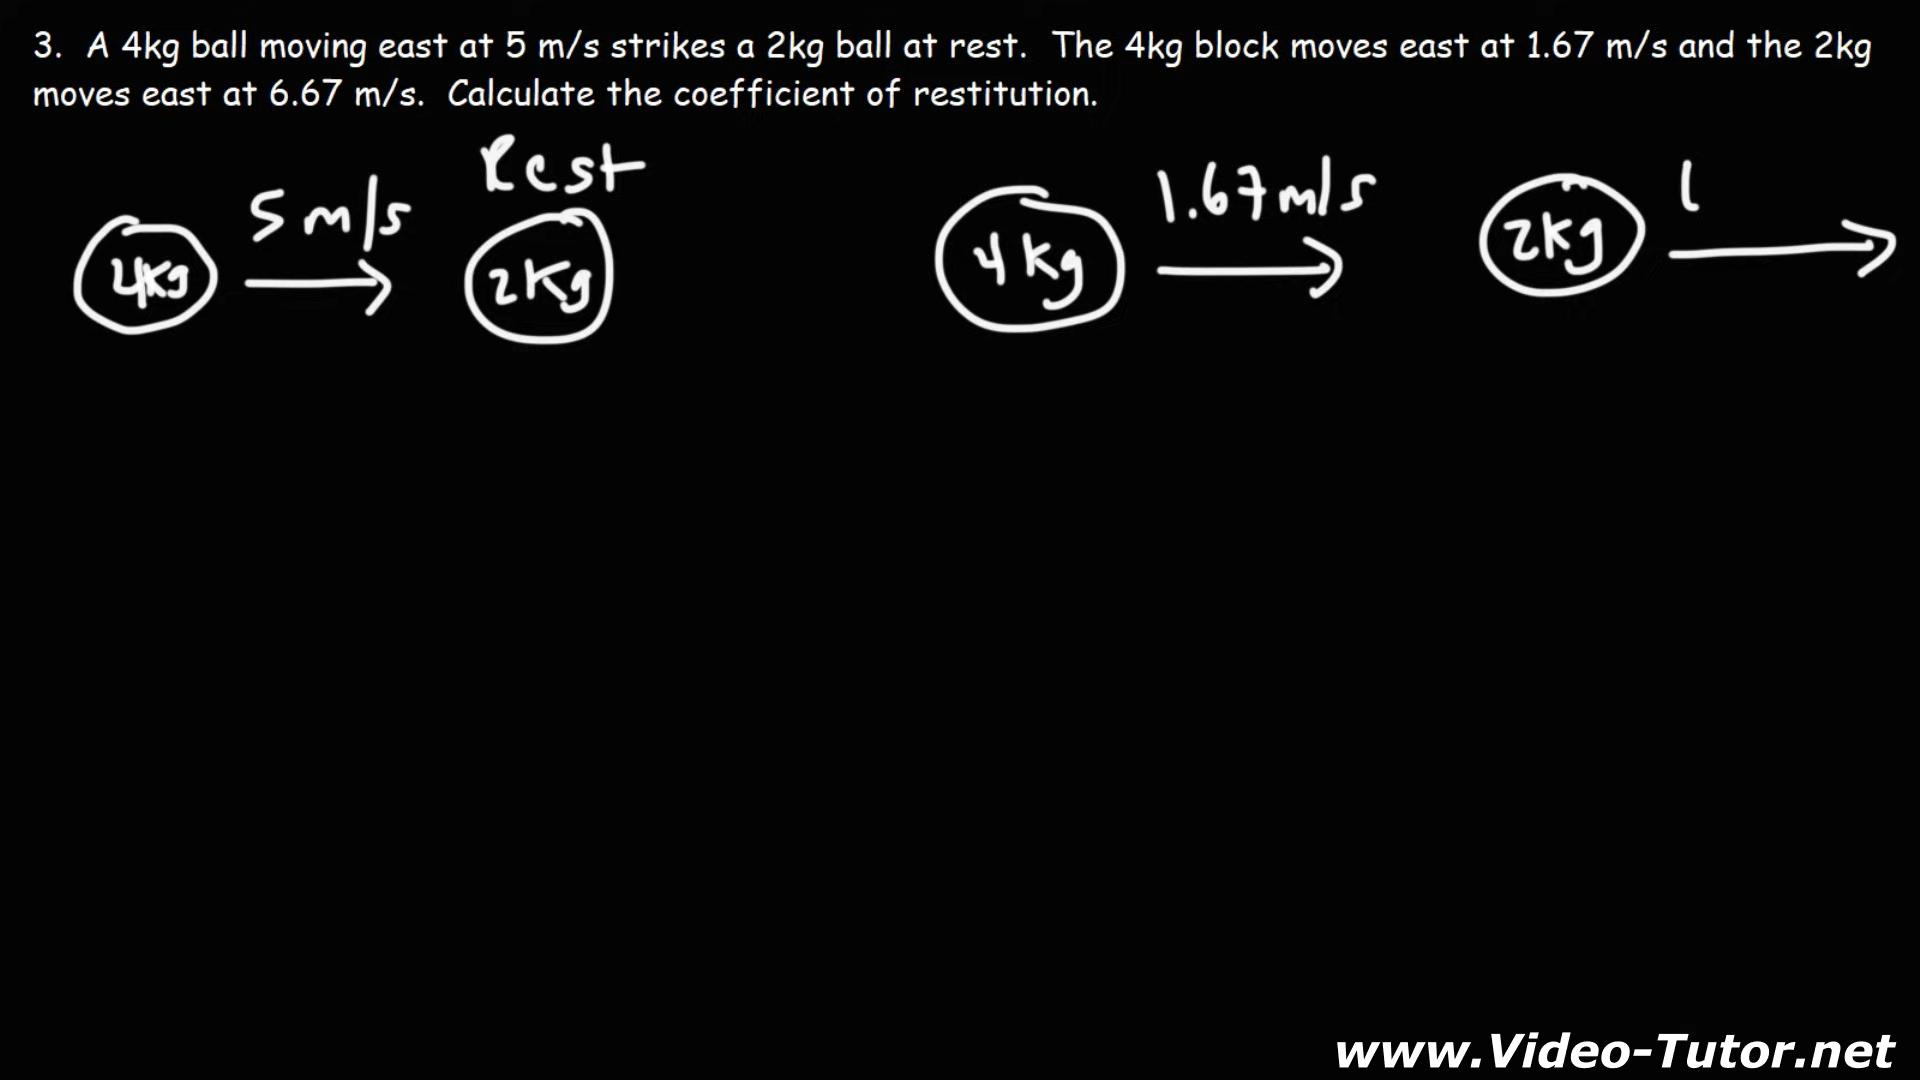 3. A 4kg ball moving east at 5 m/s strikes a 2kg ball at rest. The 4kg block moves east at 1.67 m/s and the 2kg
moves east at 6.67 m/s. Calculate the coefficient of restitution.
5 m/s Rest 1.67 m/s
4kg 2kg 4kg 2kg
www.Video-Tutor.net